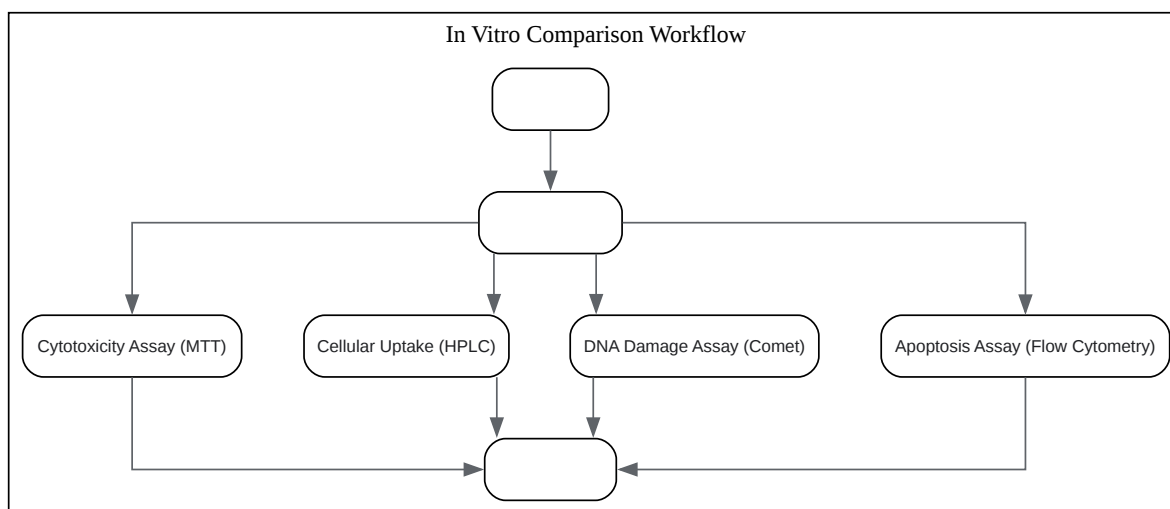 In Vitro Comparison Workflow
Cytotoxicity Assay (MTT)
Cellular Uptake (HPLC)
DNA Damage Assay (Comet)
Apoptosis Assay (Flow Cytometry)